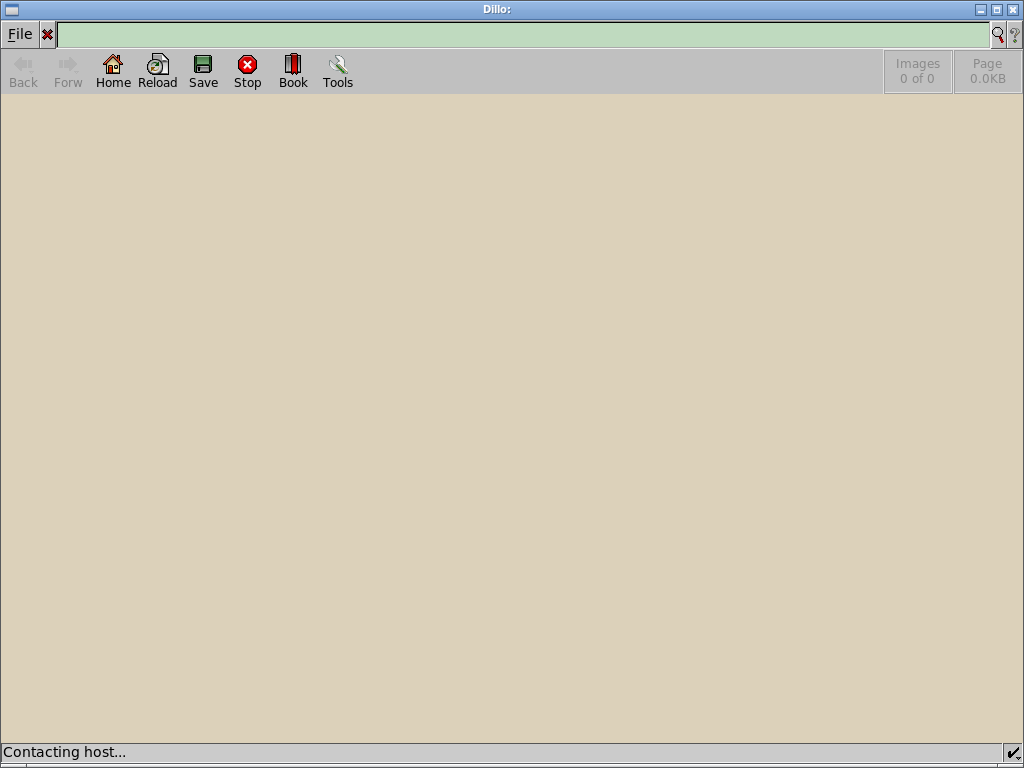 Dillo:
File
?
Back Forw Home Reload Save Stop Book Tools
Images
0 of 0
Page
0.0KB
Contacting host...